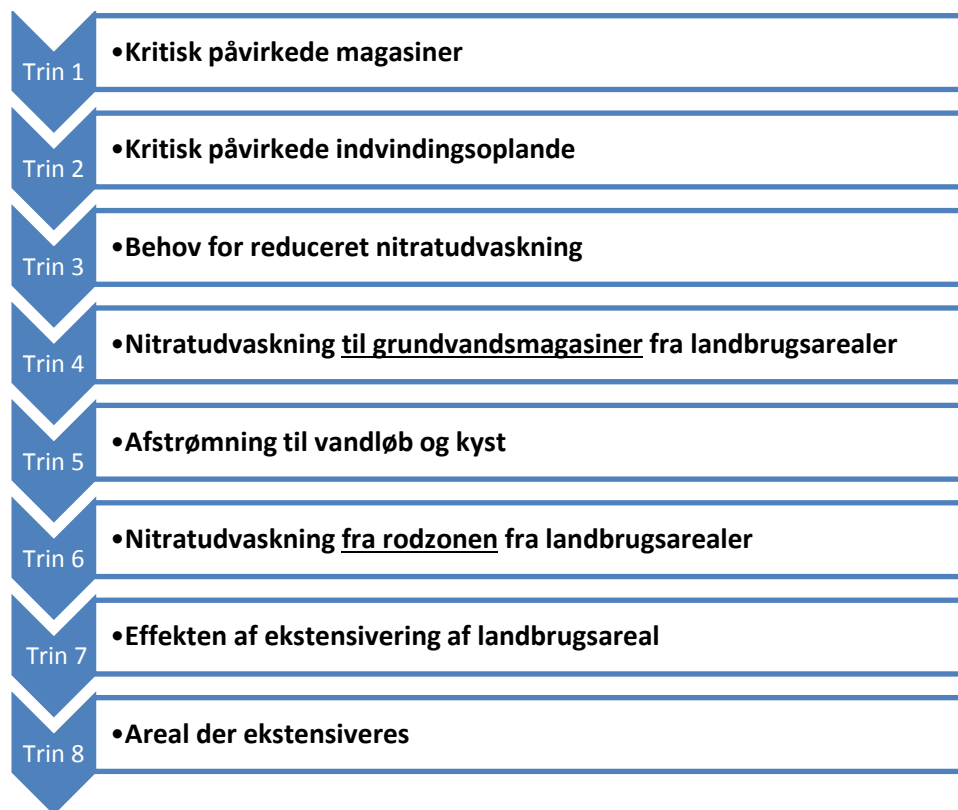 Trin 1
•Kritisk påvirkede magasiner
Trin 2
•Kritisk påvirkede indvindingsoplande
Trin 3
•Behov for reduceret nitratudvaskning
Trin 4
•Nitratudvaskning til grundvandsmagasiner fra landbrugsarealer
Trin 5
•Afstrømning til vandløb og kyst
Trin 6
•Nitratudvaskning fra rodzonen fra landbrugsarealer
Trin 7
•Effekten af ekstensivering af landbrugsareal
Trin 8
•Areal der ekstensiveres